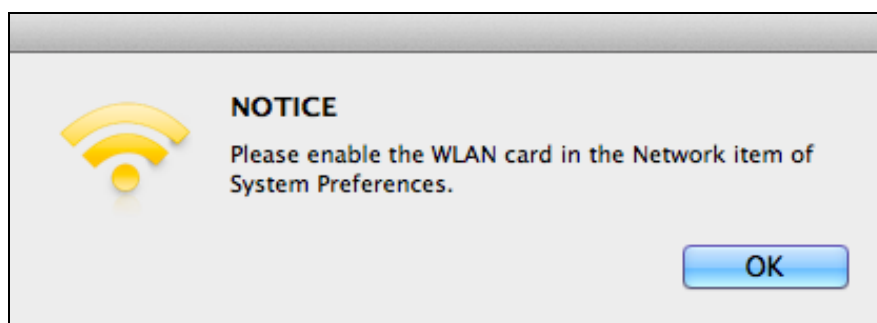 NOTICE
Please enable the WLAN card in the Network item of
System Preferences.
OK